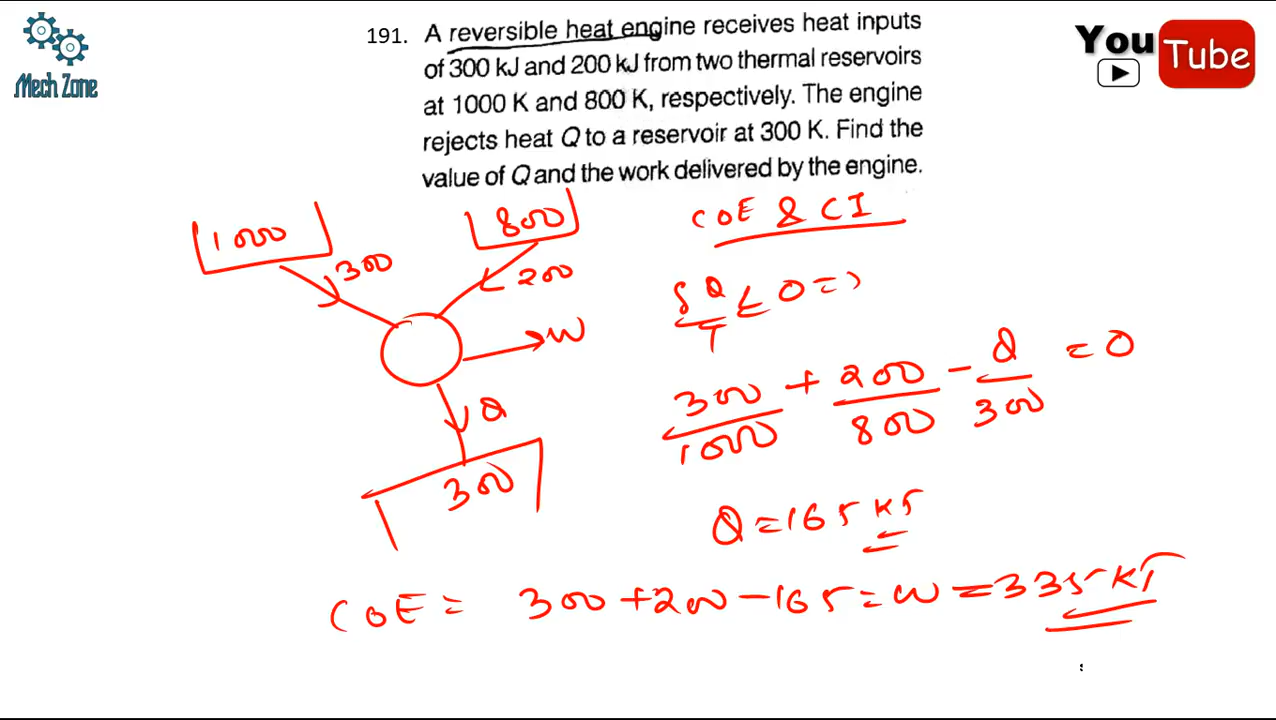 Mech Zone
You Tube
191. A reversible heat engine receives heat inputs
of 300 kJ and 200 kJ from two thermal reservoirs
at 1000 K and 800 K, respectively. The engine
rejects heat Q to a reservoir at 300 K. Find the
value of Q and the work delivered by the engine.
1000
800
COE & CI
300
200
∮ Q/T ≤ 0 =>
W
300/1000 + 200/800 - Q/300 = 0
Q
300
Q = 165 KJ
COE = 300 + 200 - 165 = W = 335 KJ